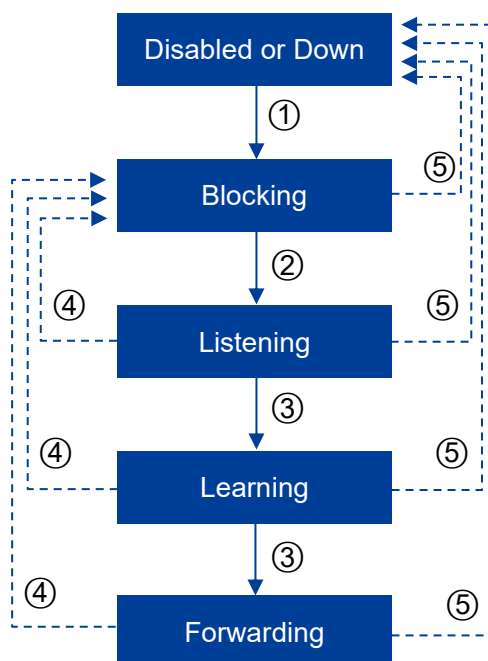 Disabled or Down
①
Blocking
⑤
②
④
Listening
⑤
③
④
Learning
⑤
③
④
Forwarding
⑤